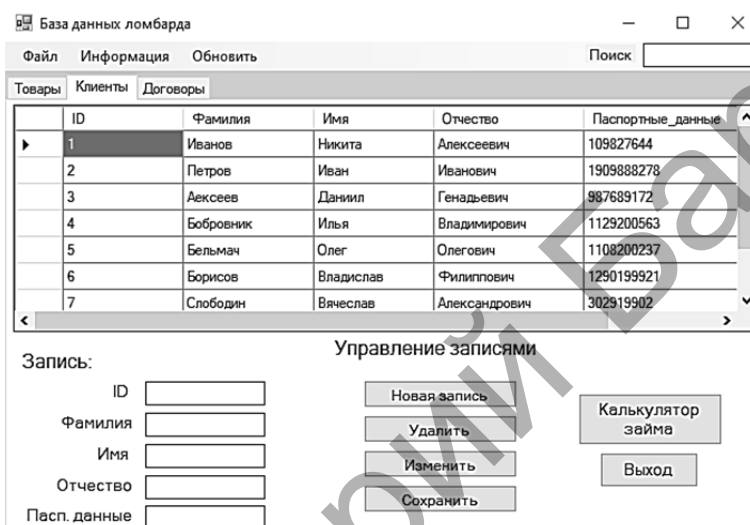 База данных ломбарда
Файл Информация Обновить Поиск
Товары Клиенты Договоры
ID Фамилия Имя Отчество Паспортные_данные
1 Иванов Никита Алексеевич 109827644
2 Петров Иван Иванович 1909888278
3 Аексеев Даниил Генадьевич 987689172
4 Бобровник Илья Владимирович 1129200563
5 Бельмач Олег Олегович 1108200237
6 Борисов Владислав Филиппович 1290199921
7 Слободин Вячеслав Александрович 302919902
Запись: Управление записями
ID Новая запись
Фамилия Удалить Калькулятор займа
Имя Изменить Выход
Отчество Сохранить
Пасп. данные